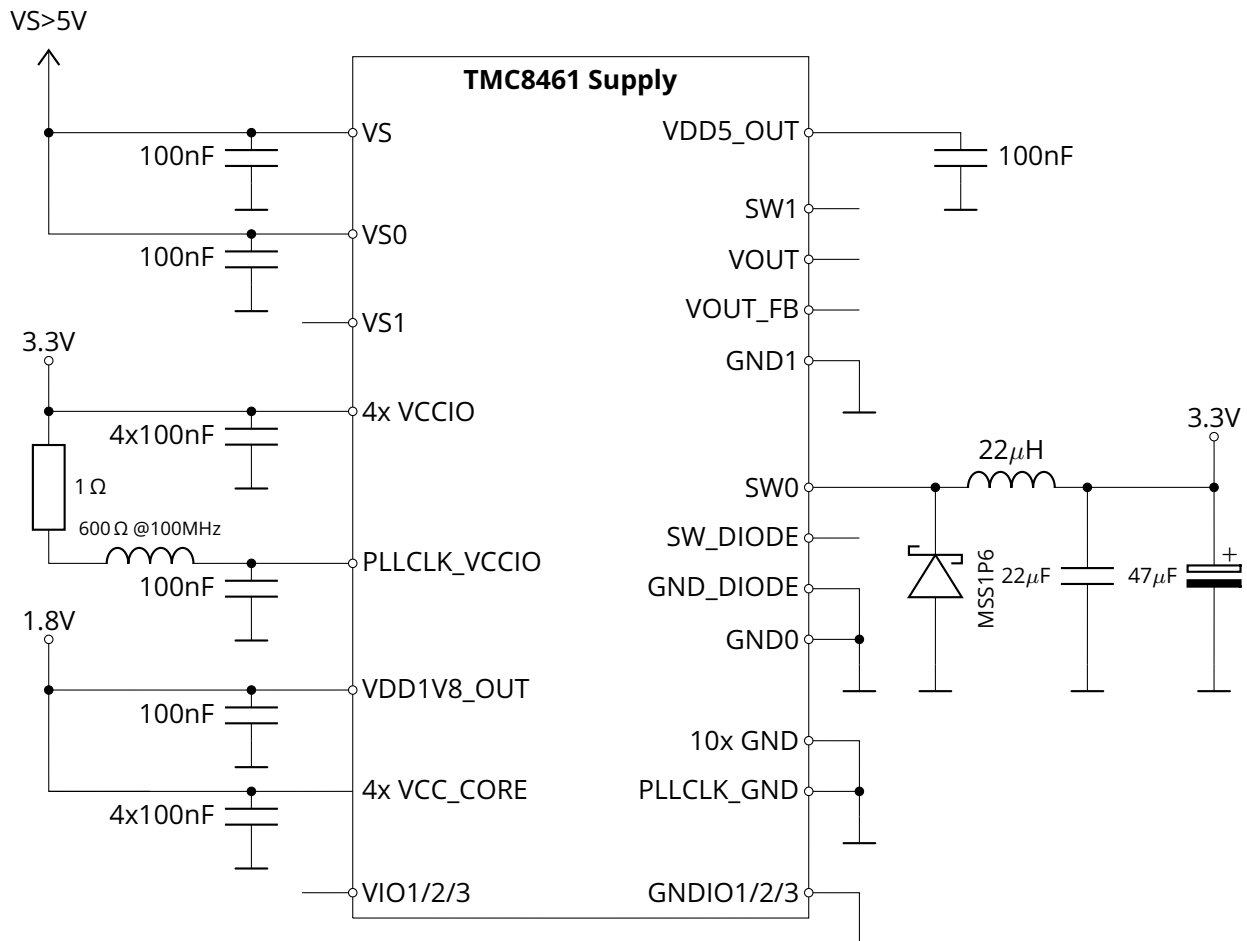 VS>5V
TMC8461 Supply
VS
100nF
VS0
100nF
VS1
3.3V
4x VCCIO
4x100nF
1 Ω
600 Ω @100MHz
PLLCLK_VCCIO
100nF
1.8V
VDD1V8_OUT
100nF
4x VCC_CORE
4x100nF
VIO1/2/3
VDD5_OUT
100nF
SW1
VOUT
VOUT_FB
GND1
3.3V
22μH
SW0
SW_DIODE
GND_DIODE
MSS1P6
22μF
47μF
+
GND0
10x GND
PLLCLK_GND
GNDIO1/2/3